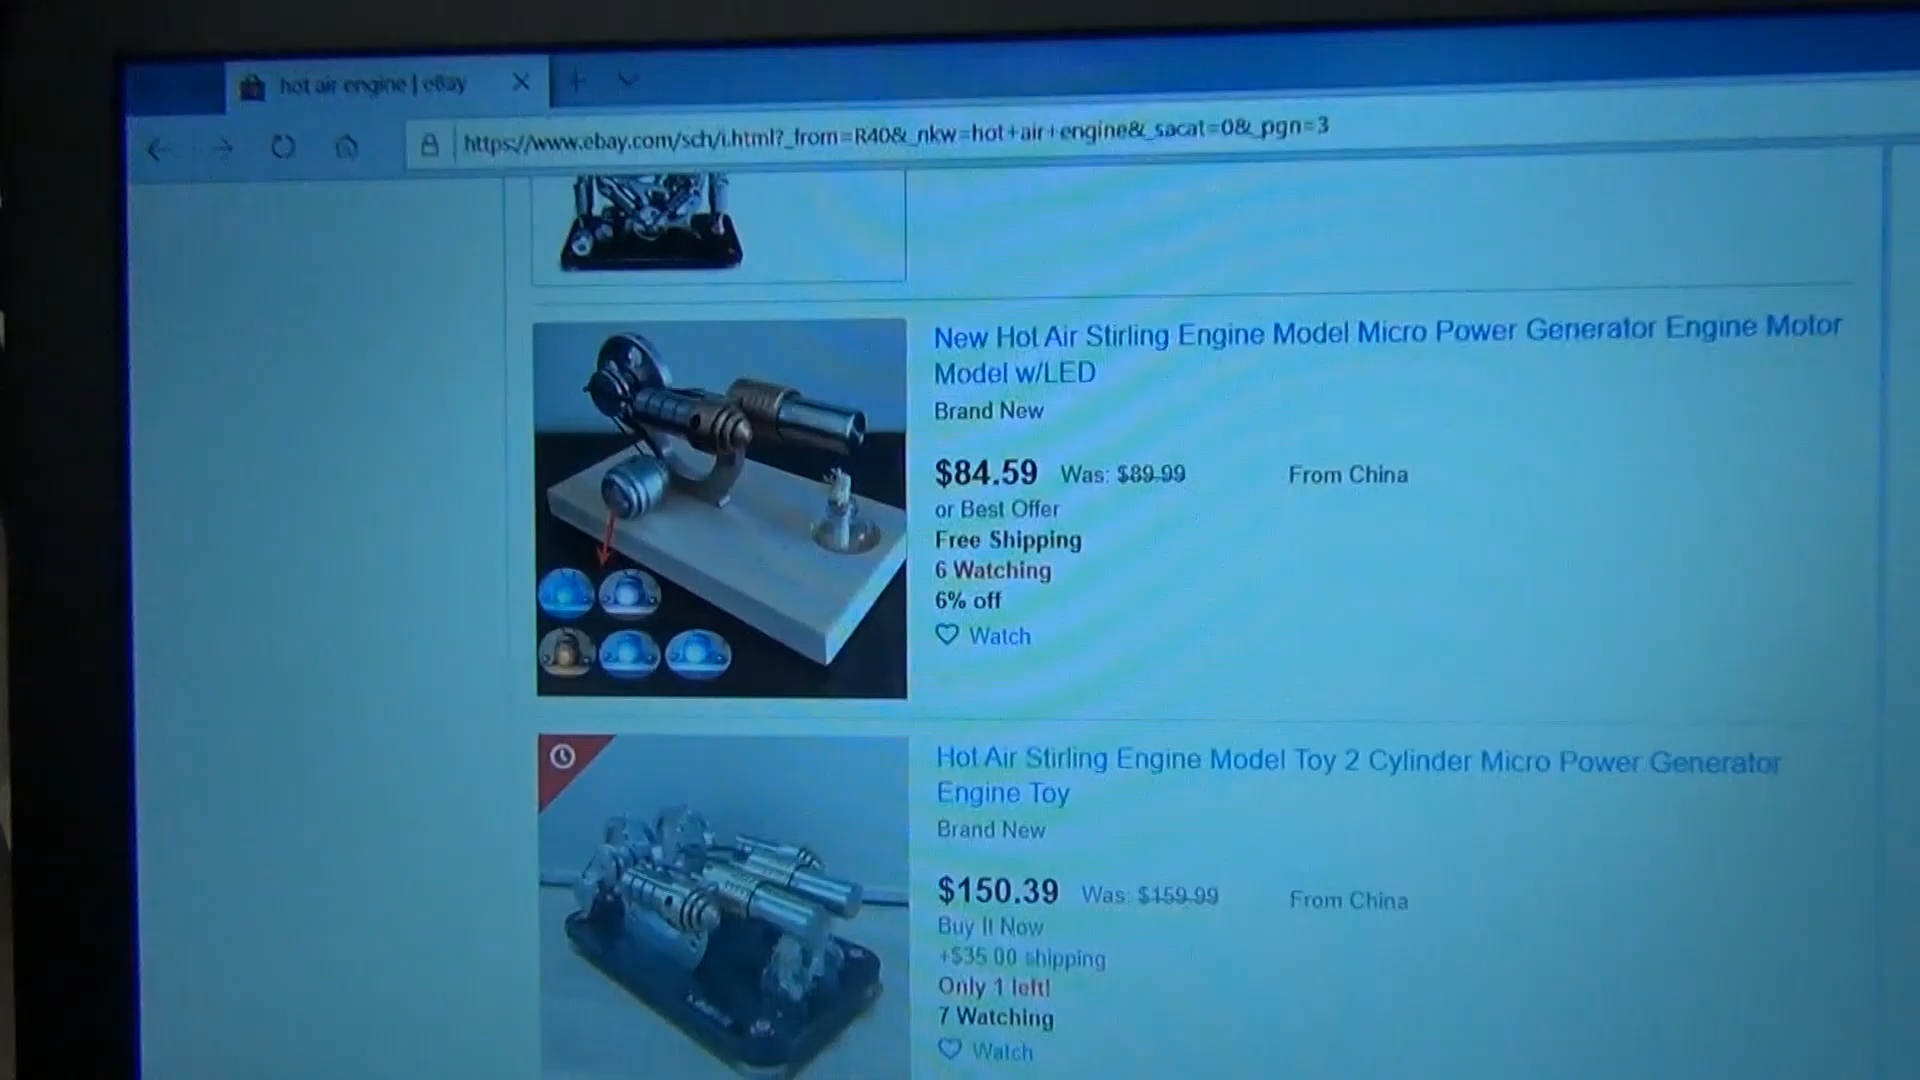 hot air engine | eBay
https://www.ebay.com/sch/i.html?_from=R40&_nkw=hot+air+engine&_sacat=0&_pgn=3
New Hot Air Stirling Engine Model Micro Power Generator Engine Motor
Model w/LED
Brand New
$84.59 Was: $89.99 From China
or Best Offer
Free Shipping
6 Watching
6% off
Watch
Hot Air Stirling Engine Model Toy 2 Cylinder Micro Power Generator
Engine Toy
Brand New
$150.39 Was: $159.99 From China
Buy It Now
+$35.00 shipping
Only 1 left!
7 Watching
Watch